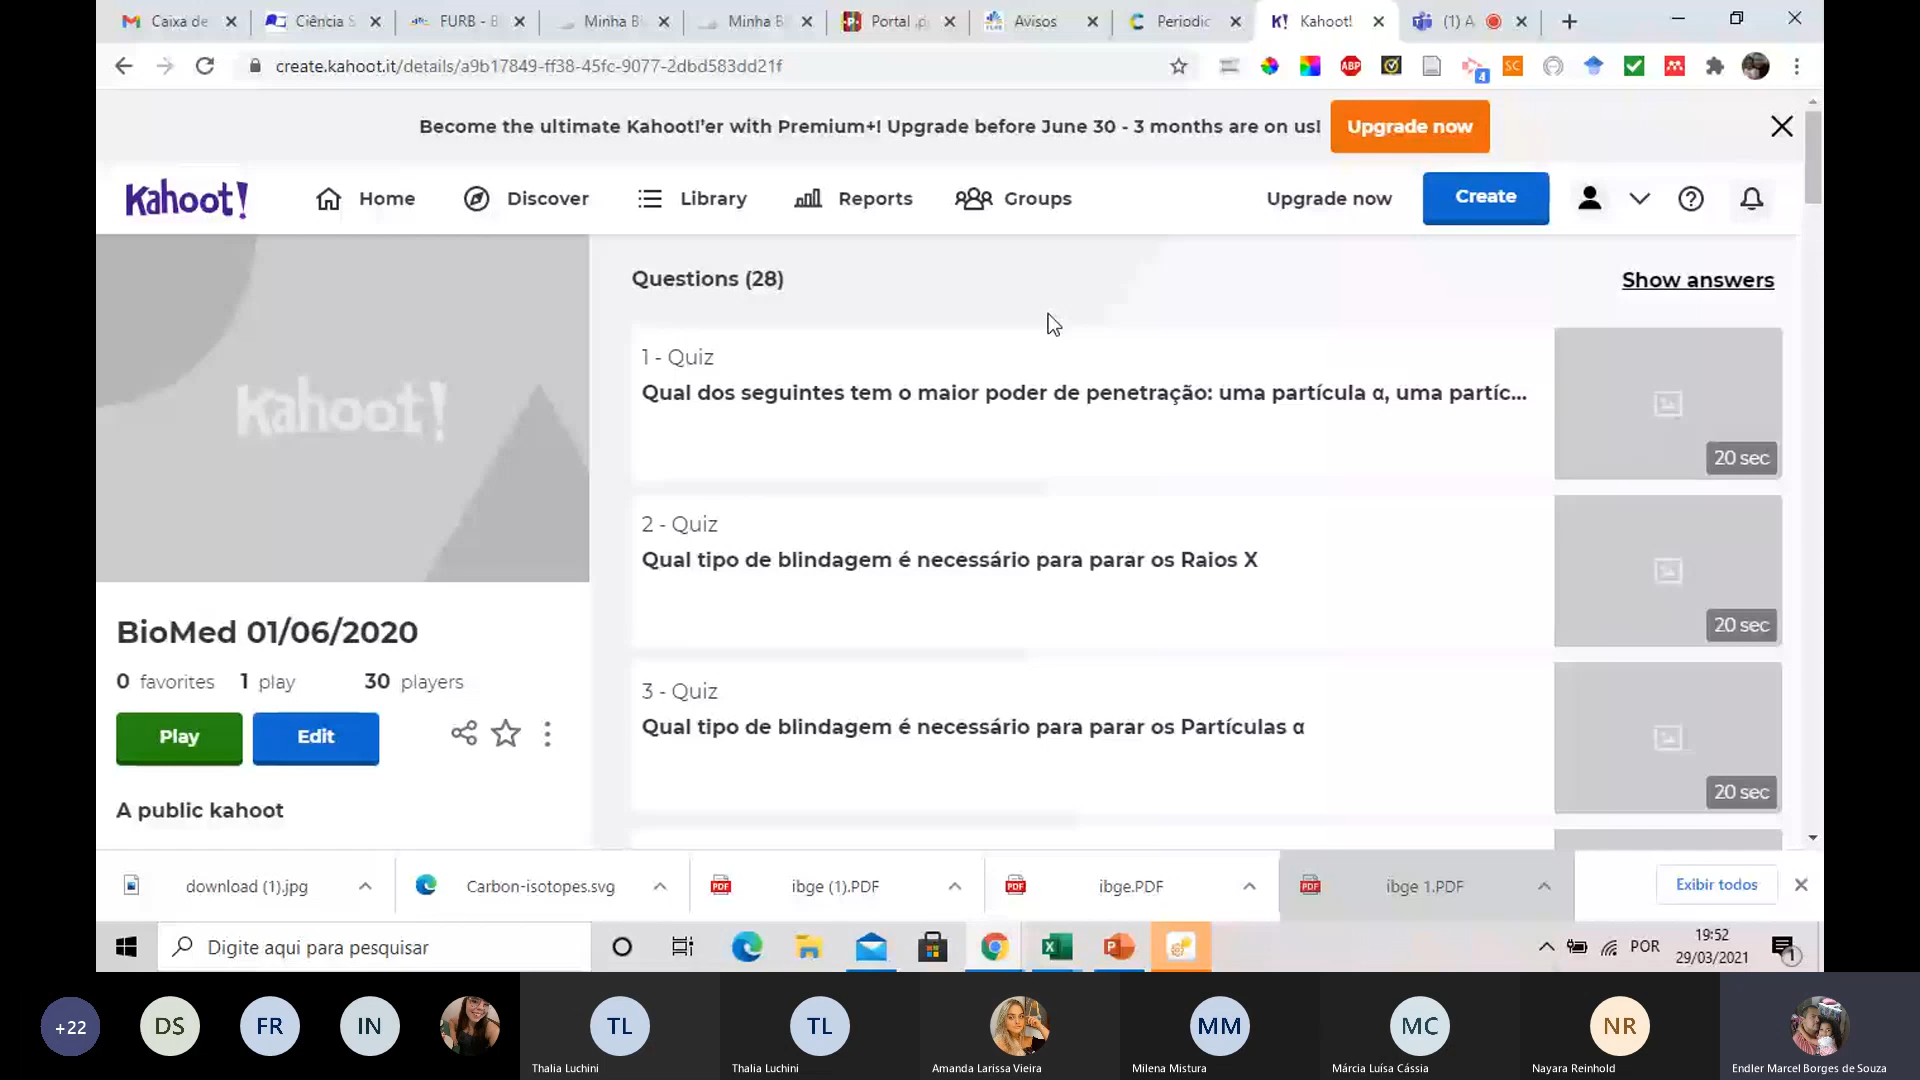 Caixa de
Ciência S
FURB - B
Minha B
Minha B
Portal .p
Avisos
Periodic
Kahoot!
(1) A
create.kahoot.it/details/a9b17849-ff38-45fc-9077-2dbd583dd21f
ABP
4
SC
Become the ultimate Kahoot!'er with Premium+! Upgrade before June 30 - 3 months are on us!
Upgrade now
Kahoot!
Home
Discover
Library
Reports
Groups
Upgrade now
Create
Kahoot!
BioMed 01/06/2020
0 favorites 1 play 30 players
Play
Edit
A public kahoot
Questions (28)
Show answers
1 - Quiz
Qual dos seguintes tem o maior poder de penetração: uma partícula α, uma partíc...
20 sec
2 - Quiz
Qual tipo de blindagem é necessário para parar os Raios X
20 sec
3 - Quiz
Qual tipo de blindagem é necessário para parar os Partículas α
20 sec
download (1).jpg
Carbon-isotopes.svg
PDF
ibge (1).PDF
PDF
ibge.PDF
PDF
ibge 1.PDF
Exibir todos
Digite aqui para pesquisar
POR
19:52
29/03/2021
1
+22
DS
FR
IN
TL
Thalia Luchini
TL
Thalia Luchini
Amanda Larissa Vieira
MM
Milena Mistura
MC
Márcia Luísa Cássia
NR
Nayara Reinhold
Endler Marcel Borges de Souza